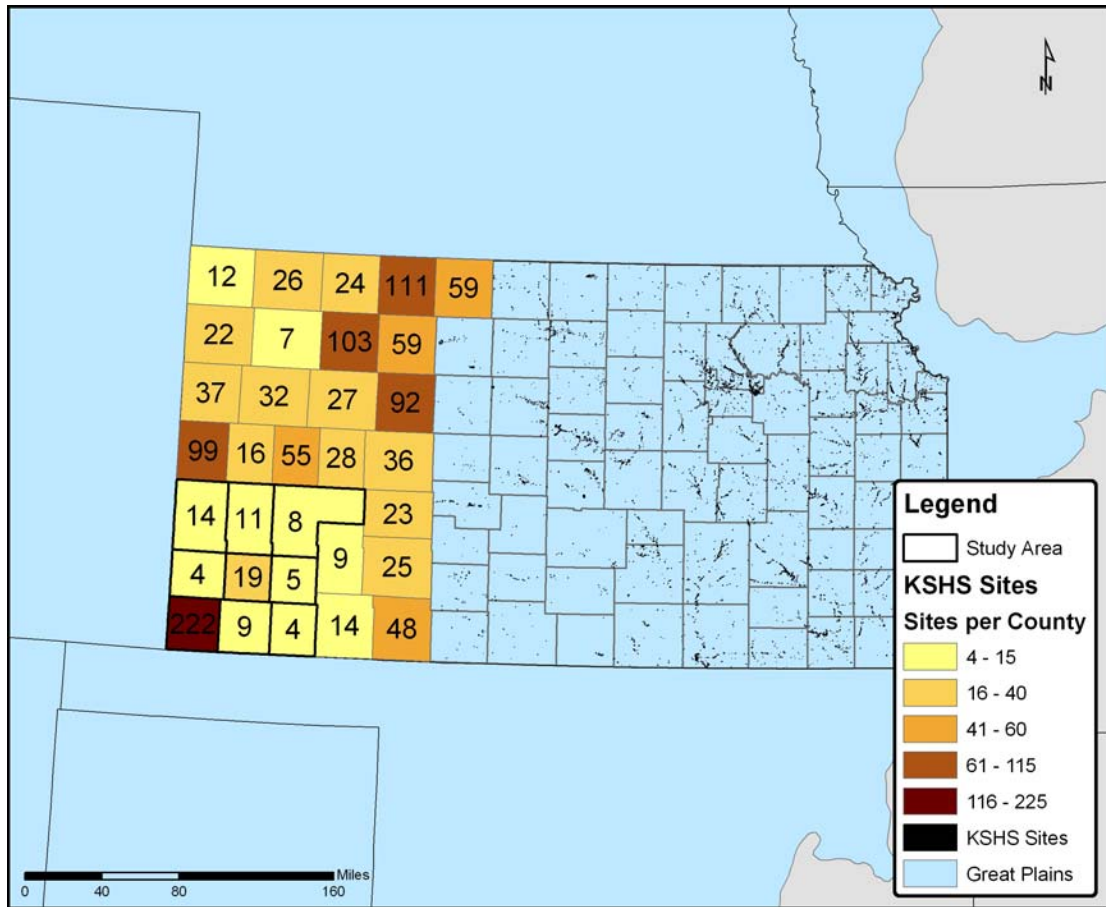 N
12 26 24 111 59
22 7 103 59
37 32 27 92
99 16 55 28 36
14 11 8 23
4 19 5 9 25
222 9 4 14 48
Legend
Study Area
KSHS Sites
Sites per County
4 - 15
16 - 40
41 - 60
61 - 115
116 - 225
KSHS Sites
Great Plains
Miles
0 40 80 160